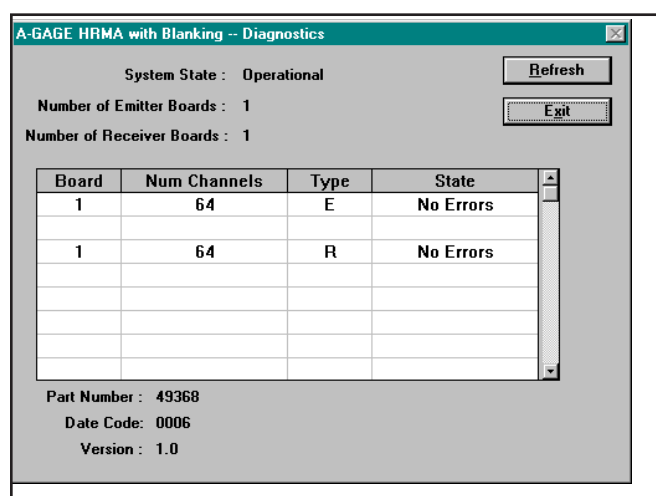 A-GAGE HRMA with Blanking -- Diagnostics
System State : Operational
Refresh
Number of Emitter Boards : 1
Exit
Number of Receiver Boards : 1
Board Num Channels Type State
1 64 E No Errors
1 64 R No Errors
Part Number : 49368
Date Code: 0006
Version : 1.0